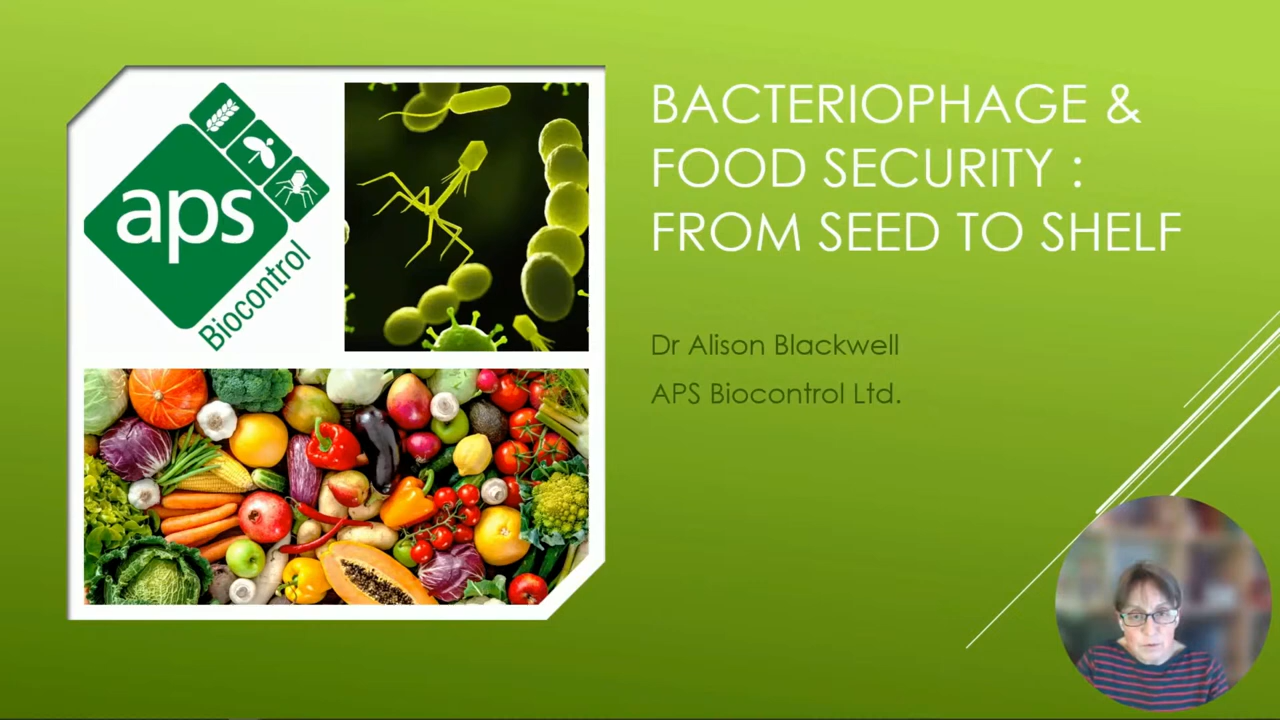 aps
Biocontrol
BACTERIOPHAGE &
FOOD SECURITY :
FROM SEED TO SHELF
Dr Alison Blackwell
APS Biocontrol Ltd.